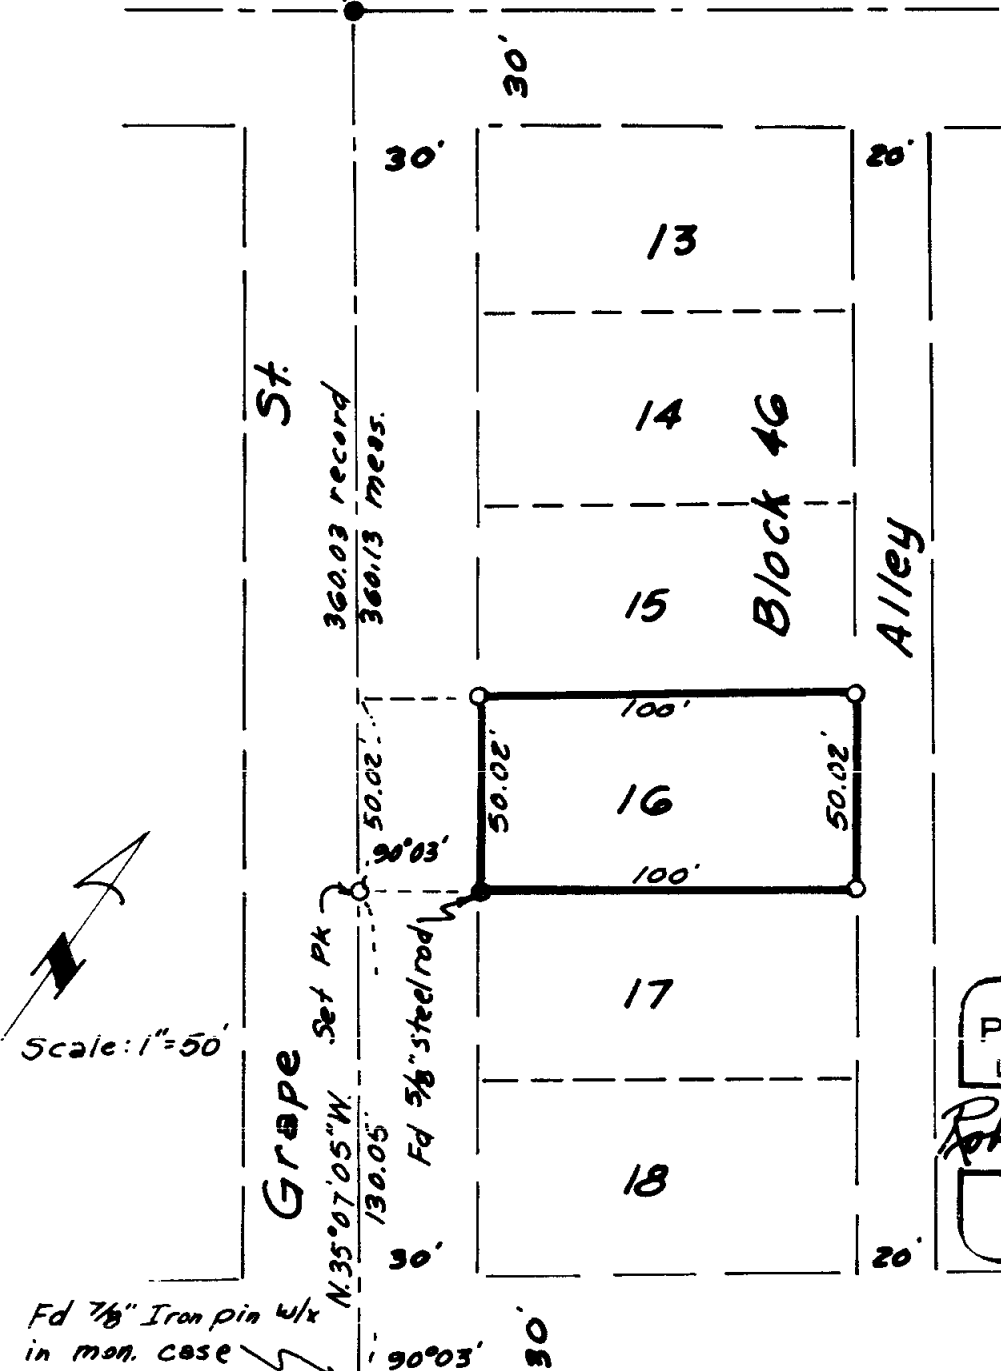 30'
30'
20'
13
St.
360.03 record
360.13 meas.
14
Block 46
15
Alley
100'
50.02'
50.02'
50.02'
16
90°03'
100'
Set PK
Fd 5/8" steel rod
17
Scale: 1"=50'
P
Grape
N.35°07'05"W.
130.05'
18
30'
20'
Fd 7/8" Iron pin w/x
in mon. case
90°03'
30'